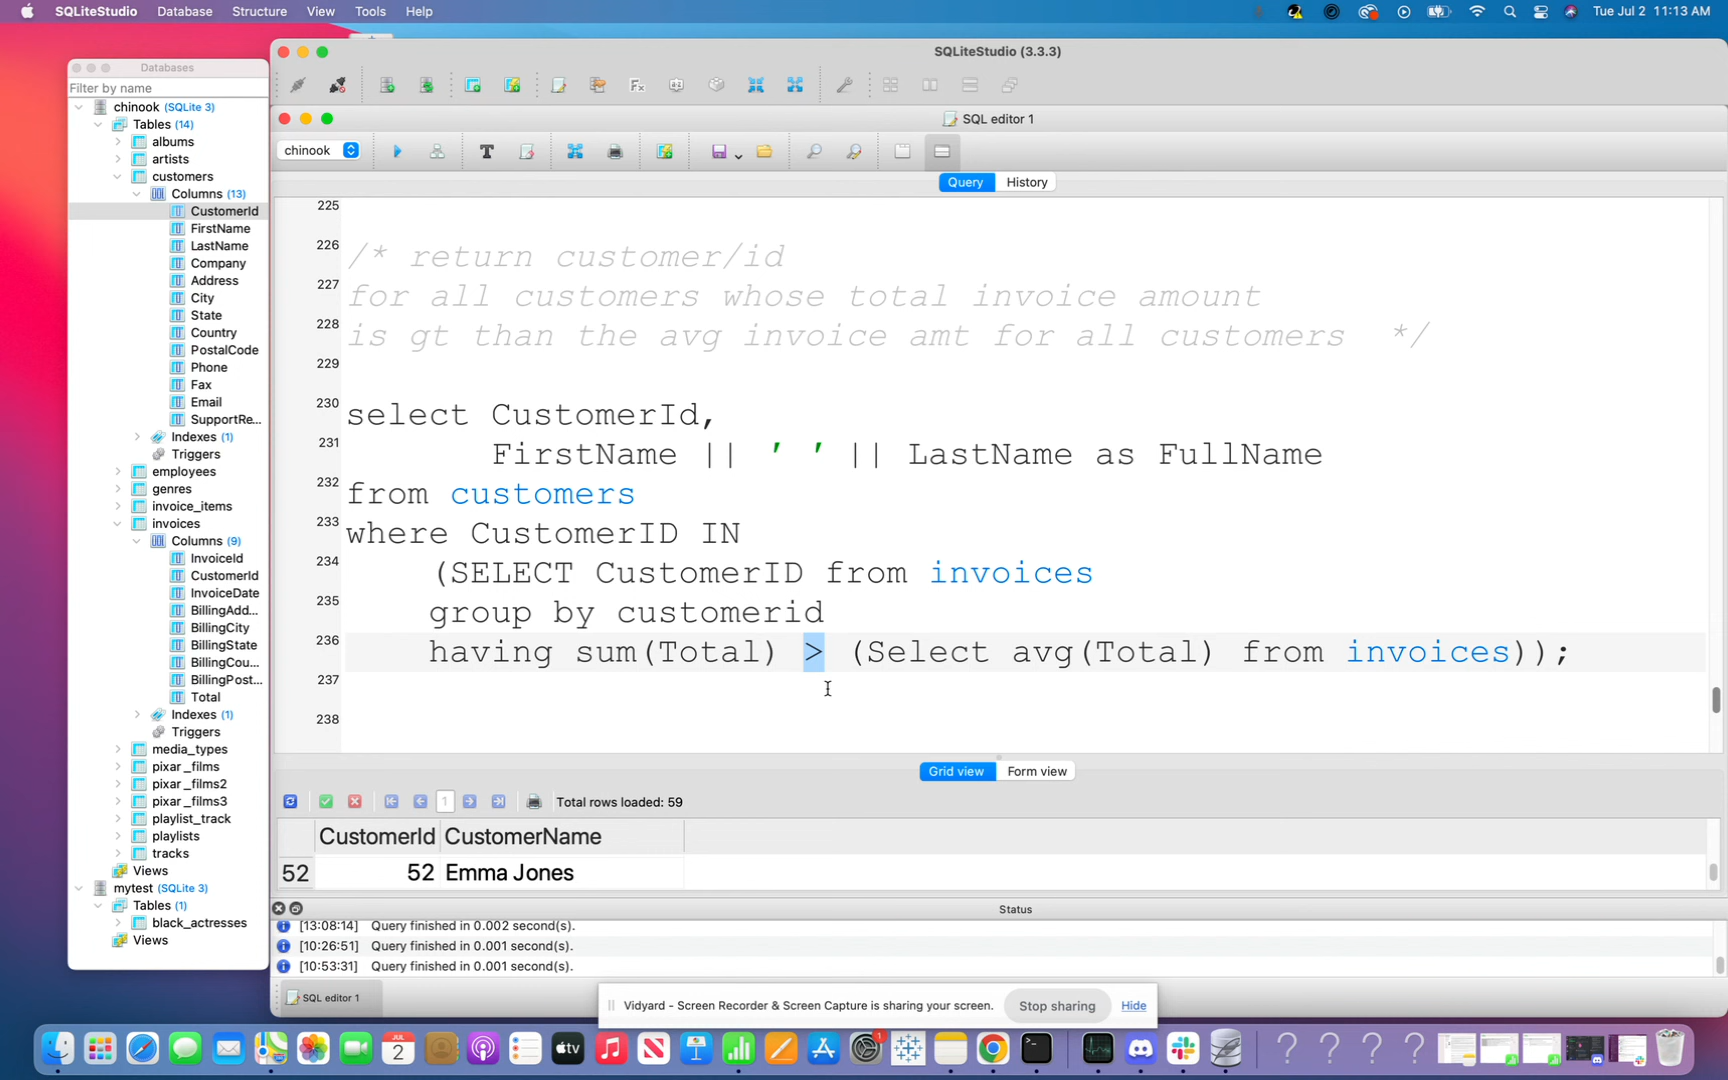 SQLiteStudio Database Structure View Tools Help
Tue Jul 2 11:13 AM
Databases
Filter by name
chinook (SQLite 3)
Tables (14)
albums
artists
customers
Columns (13)
CustomerId
FirstName
LastName
Company
Address
City
State
Country
PostalCode
Phone
Fax
Email
SupportRe...
Indexes (1)
Triggers
employees
genres
invoice_items
invoices
Columns (9)
InvoiceId
CustomerId
InvoiceDate
BillingAdd...
BillingCity
BillingState
BillingCou...
BillingPost...
Total
Indexes (1)
Triggers
media_types
pixar_films
pixar_films2
pixar_films3
playlist_track
playlists
tracks
Views
mytest (SQLite 3)
Tables (1)
black_actresses
Views
SQLiteStudio (3.3.3)
SQL editor 1
chinook
Query History
225
226 /* return customer/id
227 for all customers whose total invoice amount
228 is gt than the avg invoice amt for all customers */
229
230 select CustomerId,
231 FirstName || ' ' || LastName as FullName
232 from customers
233 where CustomerID IN
234 (SELECT CustomerID from invoices
235 group by customerid
236 having sum(Total) > (Select avg(Total) from invoices));
237
238
Grid view Form view
1 Total rows loaded: 59
CustomerId CustomerName
52 52 Emma Jones
Status
[13:08:14] Query finished in 0.002 second(s).
[10:26:51] Query finished in 0.001 second(s).
[10:53:31] Query finished in 0.001 second(s).
SQL editor 1
Vidyard - Screen Recorder & Screen Capture is sharing your screen. Stop sharing Hide
JUL
2
tv
1
? ? ? ?